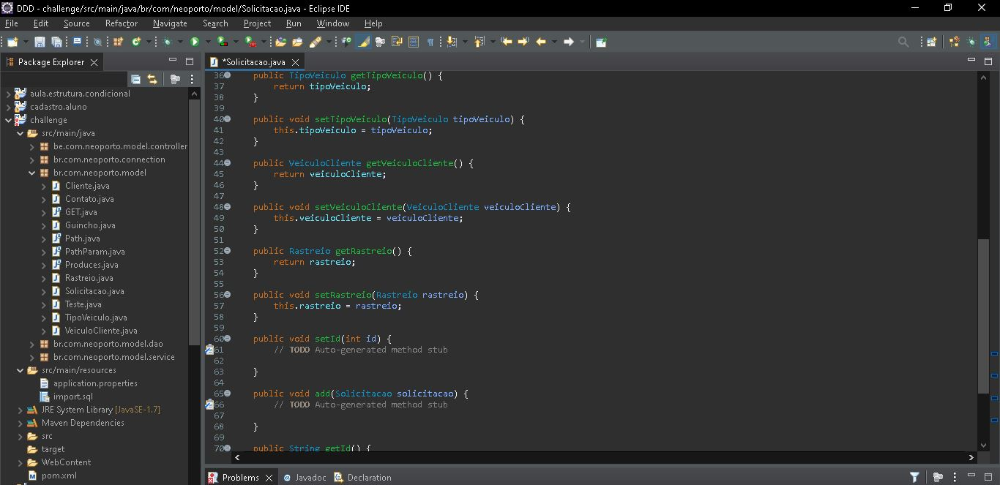 DDD - challenge/src/main/java/br/com/neoporto/model/Solicitacao.java - Eclipse IDE
File Edit Source Refactor Navigate Search Project Run Window Help
Package Explorer
aula.estrutura.condicional
cadastro.aluno
challenge
src/main/java
be.com.neoporto.model.controller
br.com.neoporto.connection
br.com.neoporto.model
Cliente.java
Contato.java
GET.java
Guincho.java
Path.java
PathParam.java
Produces.java
Rastreio.java
Solicitacao.java
Teste.java
TipoVeiculo.java
VeiculoCliente.java
br.com.neoporto.model.dao
br.com.neoporto.model.service
src/main/resources
application.properties
import.sql
JRE System Library [JavaSE-1.7]
Maven Dependencies
src
target
WebContent
pom.xml
*Solicitacao.java
36 public TipoVeiculo getTipoVeiculo() {
37 return tipoVeiculo;
38 }
39
40 public void setTipoVeiculo(TipoVeiculo tipoVeiculo) {
41 this.tipoVeiculo = tipoVeiculo;
42 }
43
44 public VeiculoCliente getVeiculoCliente() {
45 return veiculoCliente;
46 }
47
48 public void setVeiculoCliente(VeiculoCliente veiculoCliente) {
49 this.veiculoCliente = veiculoCliente;
50 }
51
52 public Rastreio getRastreio() {
53 return rastreio;
54 }
55
56 public void setRastreio(Rastreio rastreio) {
57 this.rastreio = rastreio;
58 }
59
60 public void setId(int id) {
61 // TODO Auto-generated method stub
62
63 }
64
65 public void add(Solicitacao solicitacao) {
66 // TODO Auto-generated method stub
67
68 }
69
70 public String getId() {
Problems Javadoc Declaration